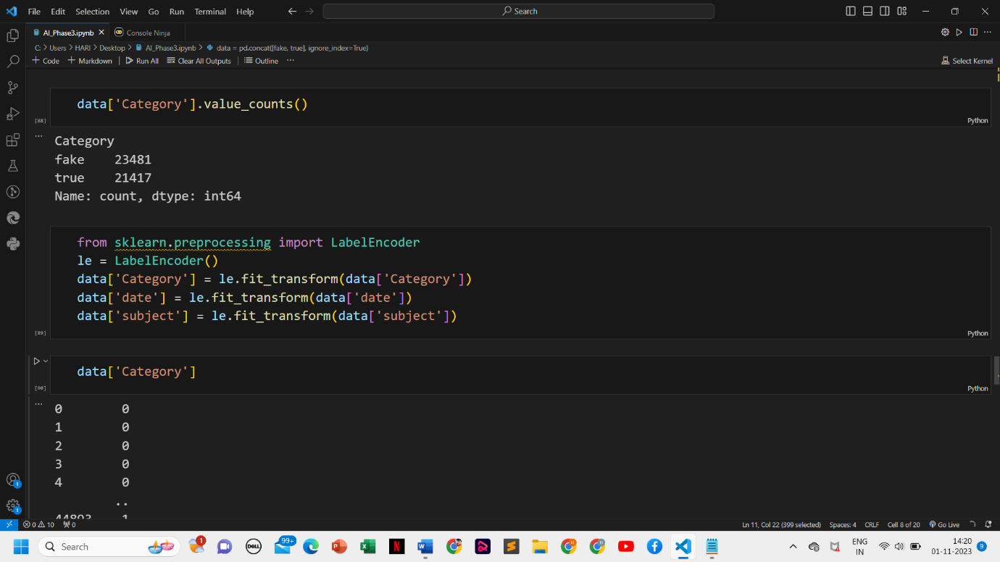 File Edit Selection View Go Run Terminal Help
Search
AI_Phase3.ipynb
Console Ninja
C: > Users > HARI > Desktop > AI_Phase3.ipynb > data = pd.concat([fake, true], ignore_index=True)
+ Code + Markdown Run All Clear All Outputs Outline ...
Select Kernel
data['Category'].value_counts()
[88]
Python
...
Category
fake 23481
true 21417
Name: count, dtype: int64
from sklearn.preprocessing import LabelEncoder
le = LabelEncoder()
data['Category'] = le.fit_transform(data['Category'])
data['date'] = le.fit_transform(data['date'])
data['subject'] = le.fit_transform(data['subject'])
[89]
Python
data['Category']
[90]
Python
...
0 0
1 0
2 0
3 0
4 0
..
44893 1
1
1
0 10 0
Ln 11, Col 22 (399 selected) Spaces: 4 CRLF Cell 8 of 20 Go Live
Search
1
DELL
99+
ENG
IN
14:20
01-11-2023
9